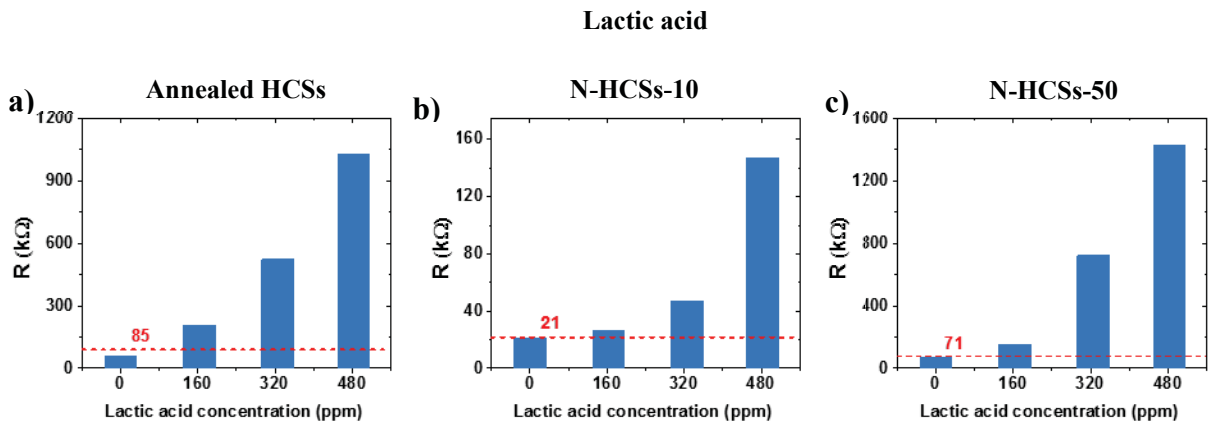 Lactic acid
a)
Annealed HCSs
1200
900
600
300
0
R (kΩ)
85
0 160 320 480
Lactic acid concentration (ppm)
b)
N-HCSs-10
160
120
80
40
0
R (kΩ)
21
0 160 320 480
Lactic acid concentration (ppm)
c)
N-HCSs-50
1600
1200
800
400
0
R (kΩ)
71
0 160 320 480
Lactic acid concentration (ppm)